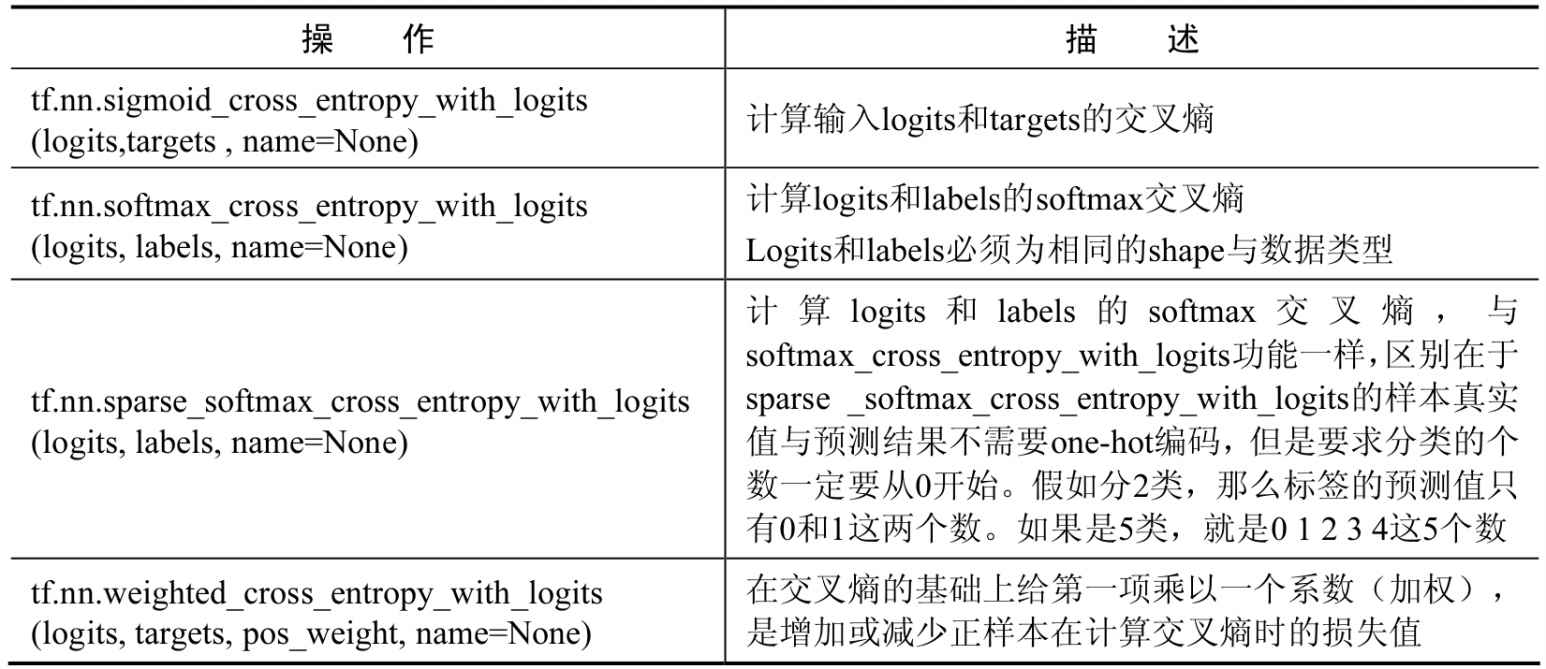 操 作
描 述
tf.nn.sigmoid_cross_entropy_with_logits
(logits,targets , name=None)
计算输入logits和targets的交叉熵
tf.nn.softmax_cross_entropy_with_logits
(logits, labels, name=None)
计算logits和labels的softmax交叉熵
Logits和labels必须为相同的shape与数据类型
tf.nn.sparse_softmax_cross_entropy_with_logits
(logits, labels, name=None)
计算 logits 和 labels 的 softmax 交叉熵，与
softmax_cross_entropy_with_logits功能一样，区别在于
sparse _softmax_cross_entropy_with_logits的样本真实
值与预测结果不需要one-hot编码，但是要求分类的个
数一定要从0开始。假如分2类，那么标签的预测值只
有0和1这两个数。如果是5类，就是0 1 2 3 4这5个数
tf.nn.weighted_cross_entropy_with_logits
(logits, targets, pos_weight, name=None)
在交叉熵的基础上给第一项乘以一个系数（加权），
是增加或减少正样本在计算交叉熵时的损失值